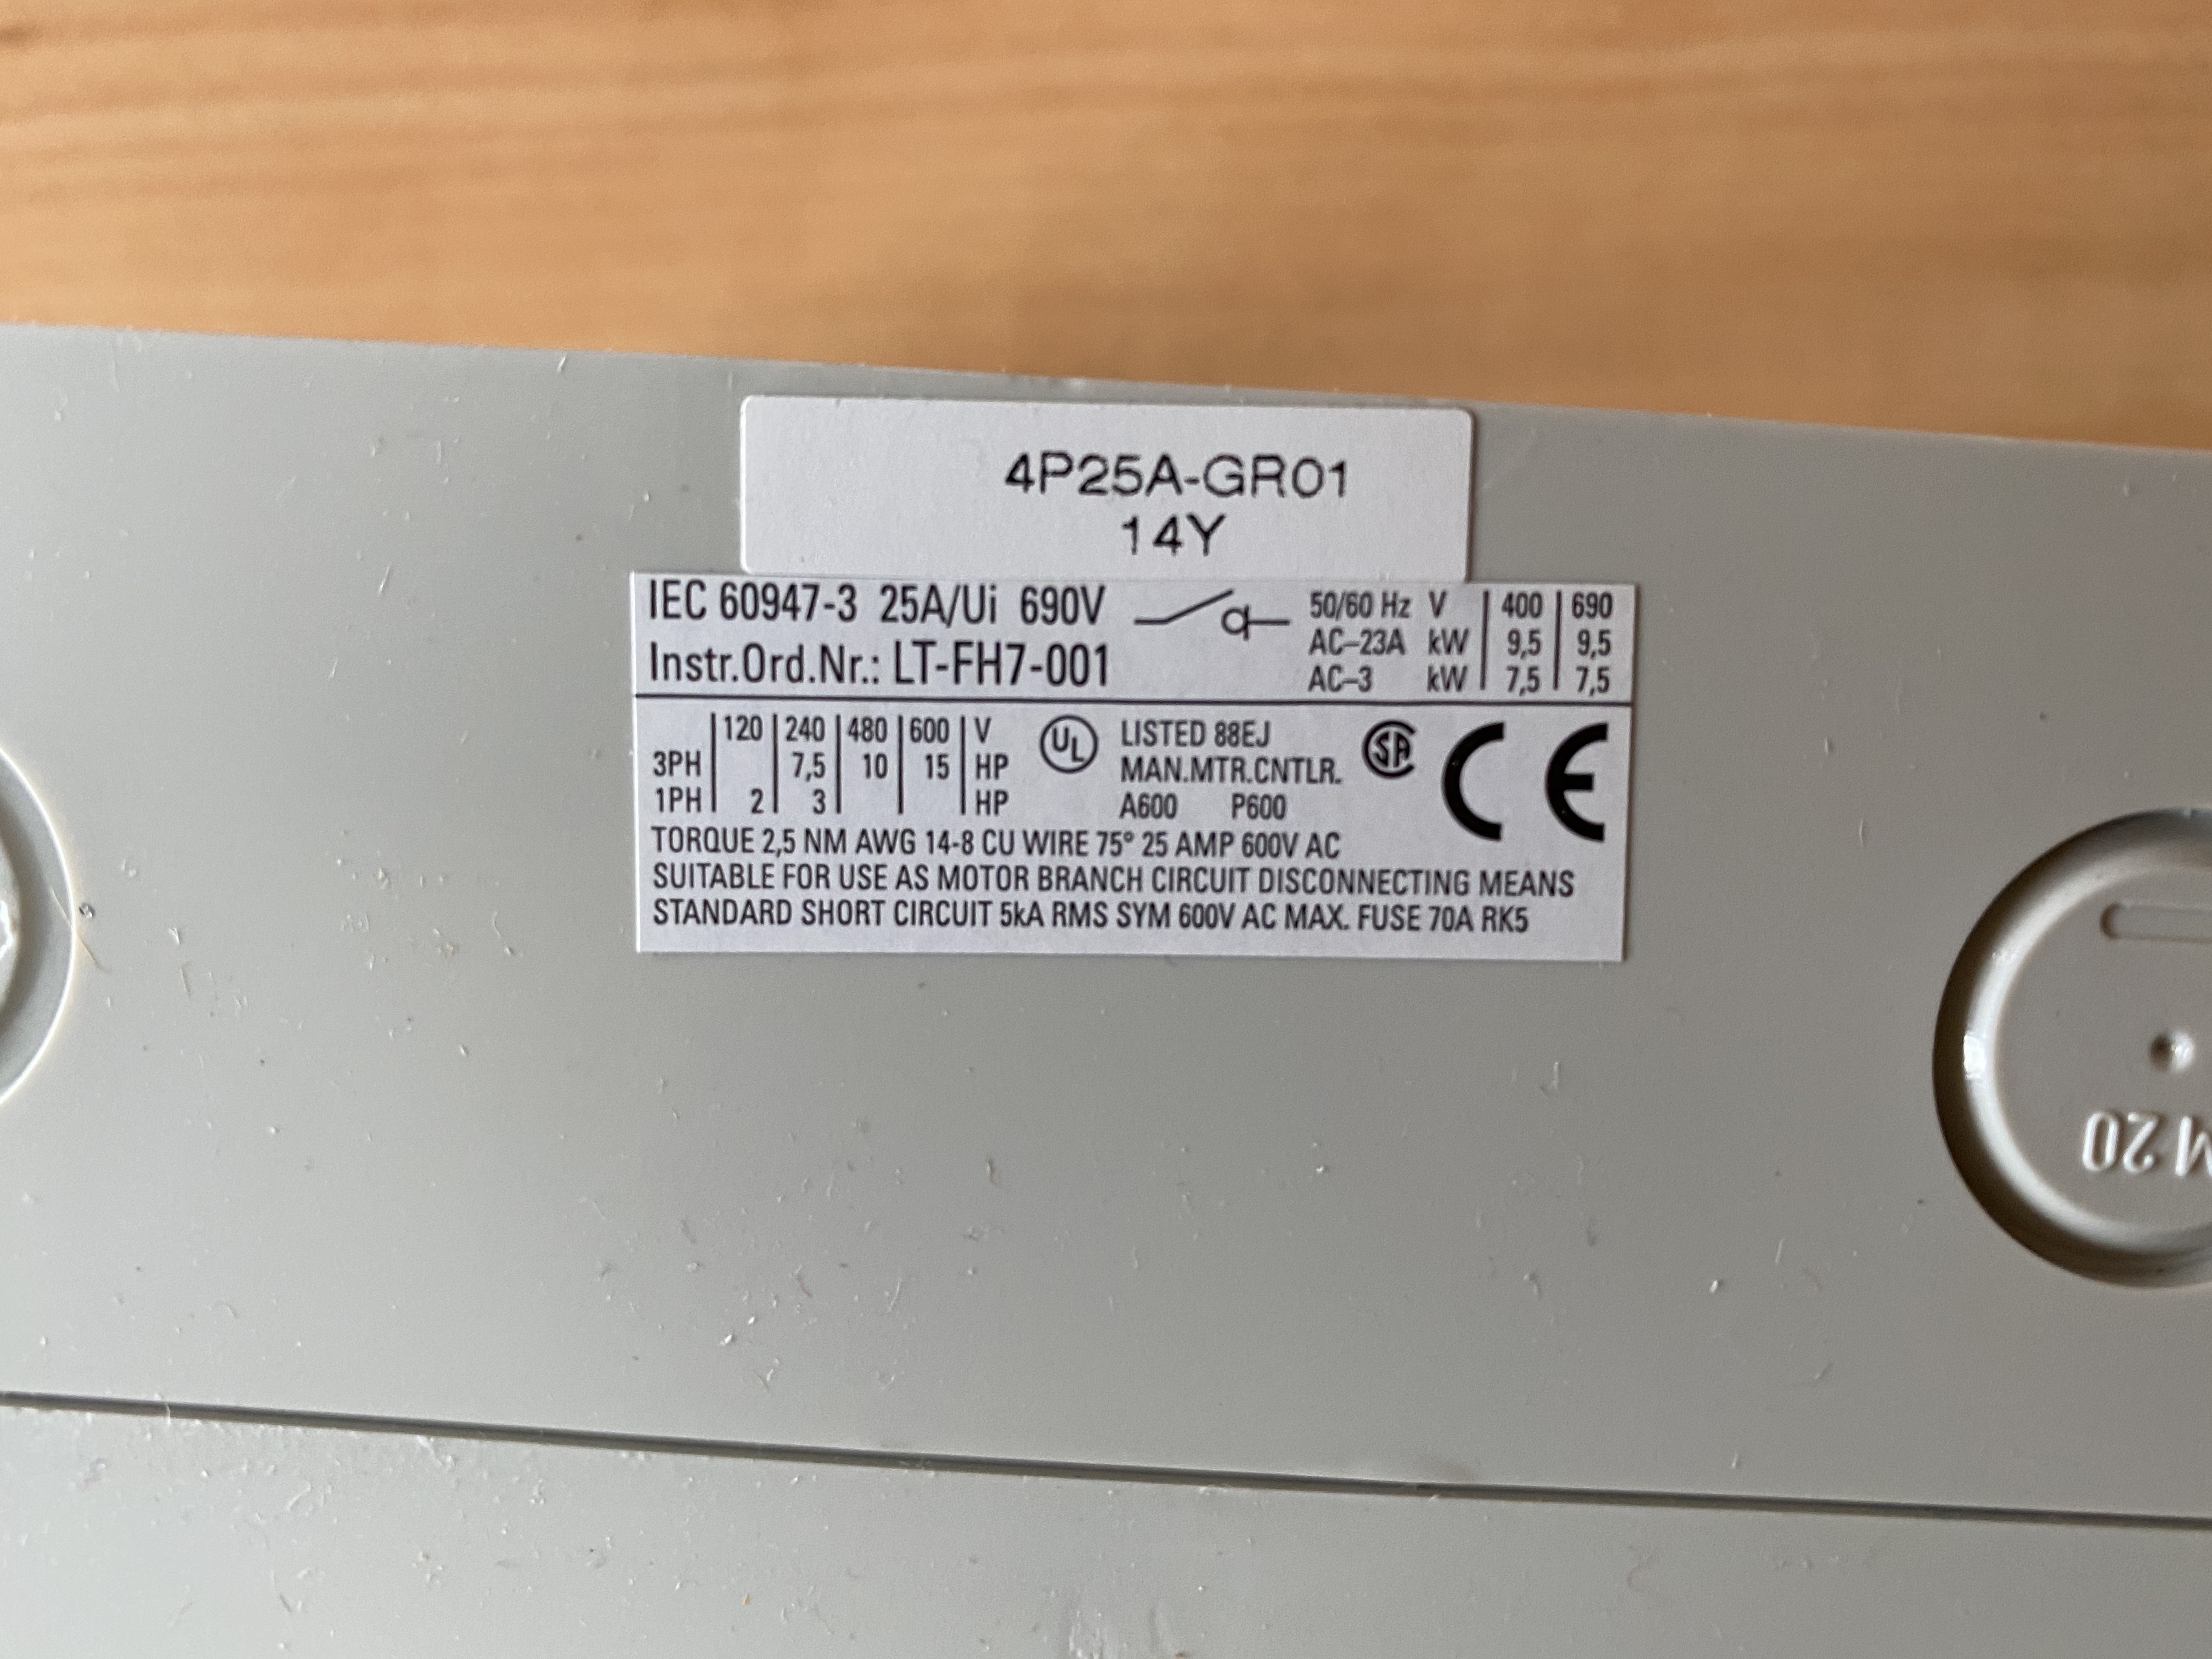 4P25A-GR01
14Y
IEC 60947-3 25A/Ui 690V
Instr.Ord.Nr.: LT-FH7-001
50/60 Hz V 400 690
AC-23A kW 9,5 9,5
AC-3 kW 7,5 7,5
120 240 480 600 V
3PH 7,5 10 15 HP
1PH 2 3 HP
UL
LISTED 88EJ
MAN.MTR.CNTLR.
A600 P600
SA
CE
TORQUE 2,5 NM AWG 14-8 CU WIRE 75° 25 AMP 600V AC
SUITABLE FOR USE AS MOTOR BRANCH CIRCUIT DISCONNECTING MEANS
STANDARD SHORT CIRCUIT 5kA RMS SYM 600V AC MAX. FUSE 70A RK5
M 20